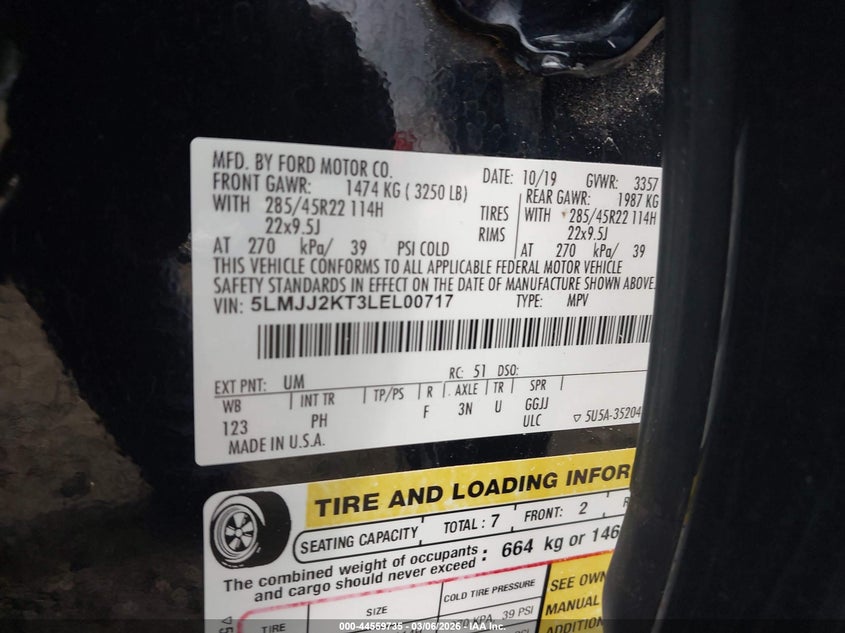 MFD. BY FORD MOTOR CO. DATE: 10/19 GVWR: 3357
FRONT GAWR: 1474 KG ( 3250 LB) REAR GAWR: 1987 KG
WITH 285/45R22 114H TIRES WITH 285/45R22 114H
22x9.5J RIMS 22x9.5J
AT 270 kPa/ 39 PSI COLD AT 270 kPa/ 39
THIS VEHICLE CONFORMS TO ALL APPLICABLE FEDERAL MOTOR VEHICLE
SAFETY STANDARDS IN EFFECT ON THE DATE OF MANUFACTURE SHOWN ABOVE.
VIN: 5LMJJ2KT3LEL00717 TYPE: MPV
EXT PNT: UM RC: 51 DSO:
WB INT TR TP/PS R AXLE TR SPR
123 PH F 3N U GGJJ
ULC ▽ 5U5A-35204
MADE IN U.S.A.
TIRE AND LOADING INFOR
SEATING CAPACITY TOTAL : 7 FRONT: 2 R
The combined weight of occupants
and cargo should never exceed : 664 kg or 146
TIRE SIZE COLD TIRE PRESSURE
KPA, 39 PSI
SEE OWN
MANUAL
ADDITION
000-44559735 - 03/06/2026 - IAA, Inc.